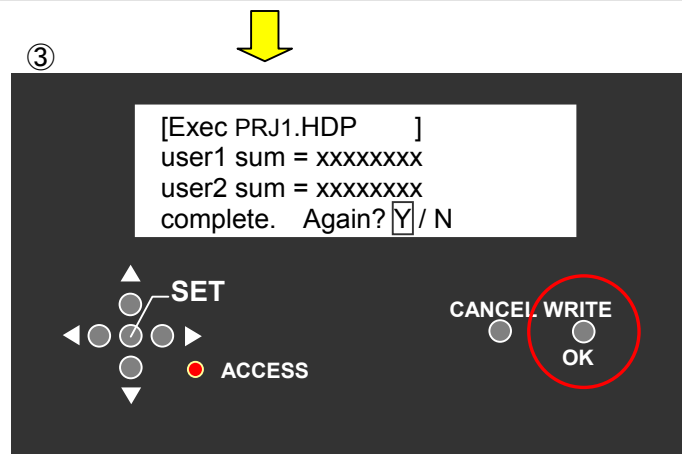 ③
[Exec PRJ1.HDP ]
user1 sum = xxxxxxxx
user2 sum = xxxxxxxx
complete. Again? Y / N
SET
CANCEL WRITE
OK
ACCESS